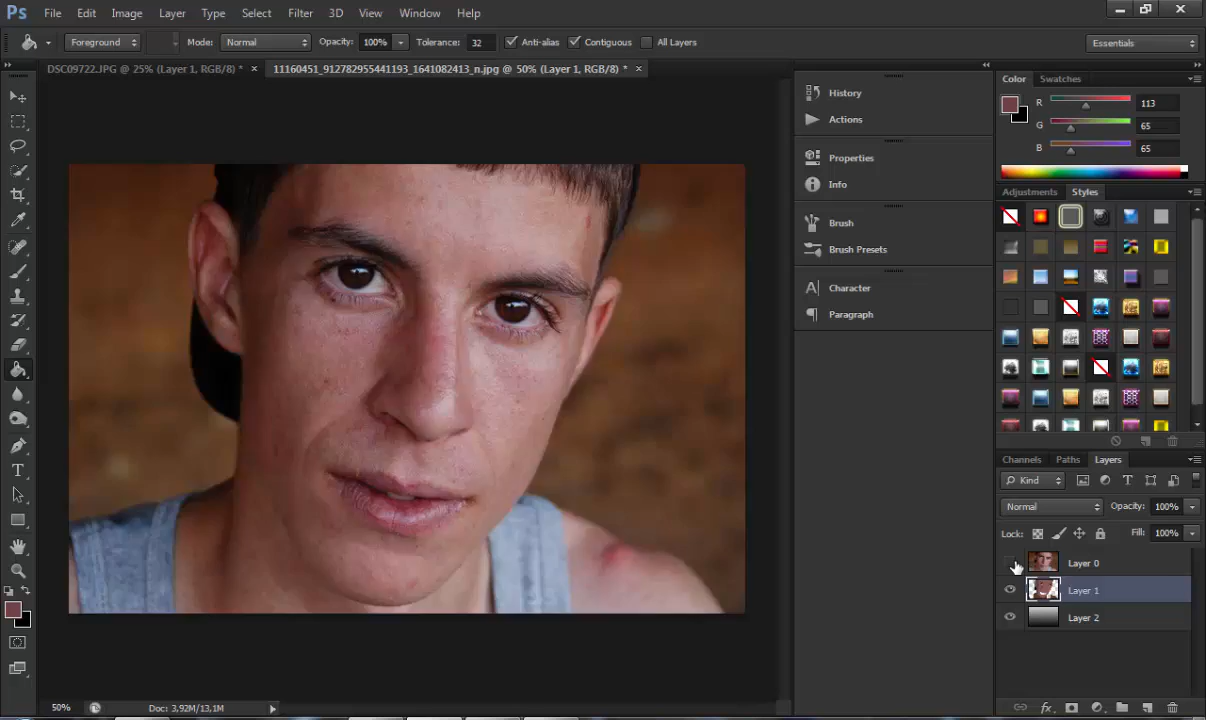 Ps File Edit Image Layer Type Select Filter 3D View Window Help
Foreground Mode: Normal Opacity: 100% Tolerance: 32 Anti-alias Contiguous All Layers Essentials
DSC09722.JPG @ 25% (Layer 1, RGB/8) * × 11160451_912782955441193_1641082413_n.jpg @ 50% (Layer 1, RGB/8) * ×
Color Swatches
History
R 113
Actions
G 65
B 65
Properties
Info
Adjustments Styles
Brush
Brush Presets
Character
Paragraph
Channels Paths Layers
Kind
Normal Opacity: 100%
Lock: Fill: 100%
Layer 0
Layer 1
Layer 2
50% Doc: 3,92M/13,1M